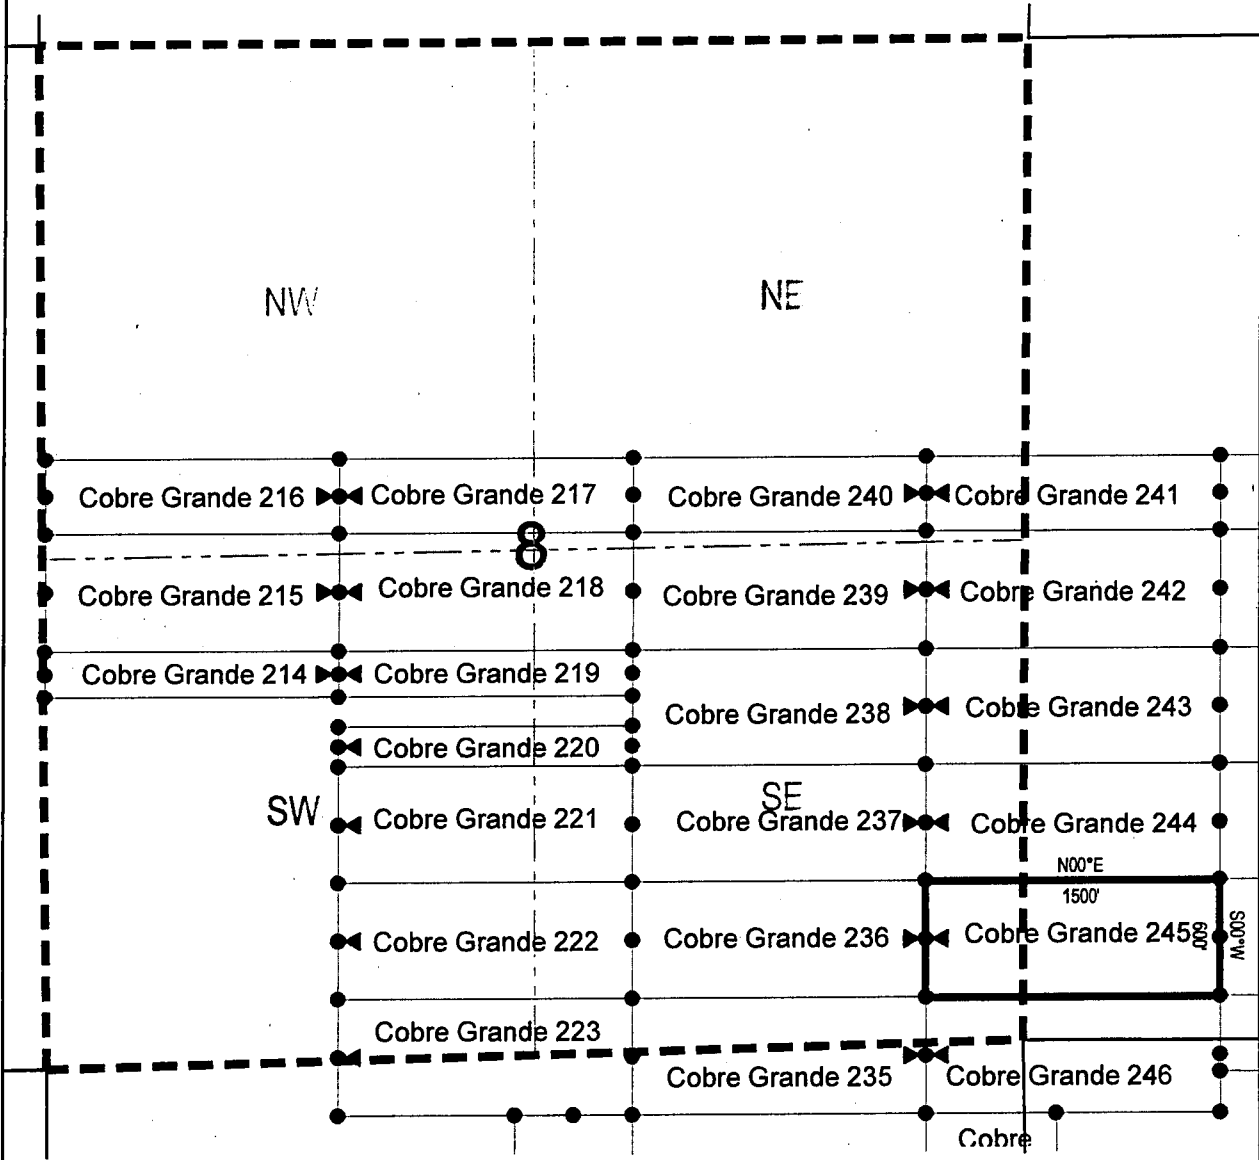 NW
NE
Cobre Grande 216
Cobre Grande 217
Cobre Grande 240
Cobre Grande 241
8
Cobre Grande 215
Cobre Grande 218
Cobre Grande 239
Cobre Grande 242
Cobre Grande 214
Cobre Grande 219
Cobre Grande 238
Cobre Grande 243
Cobre Grande 220
SW
SE
Cobre Grande 221
Cobre Grande 237
Cobre Grande 244
N00°E
1500'
Cobre Grande 222
Cobre Grande 236
Cobre Grande 245
600'
S00°W
Cobre Grande 223
Cobre Grande 235
Cobre Grande 246
Cobre